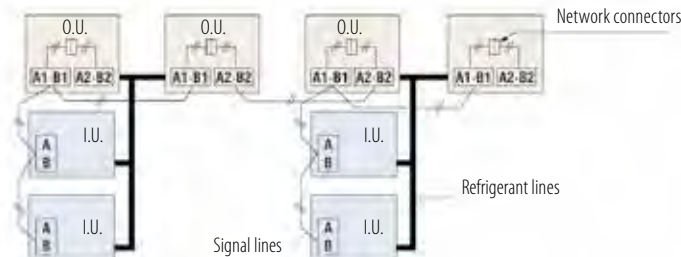 Network connectors
O.U. O.U. O.U.
A1·B1 A2·B2 A1·B1 A2·B2 A1·B1 A2·B2 A1·B1 A2·B2
I.U. I.U.
A A
B B
Refrigerant lines
I.U. I.U.
A A
B B
Signal lines